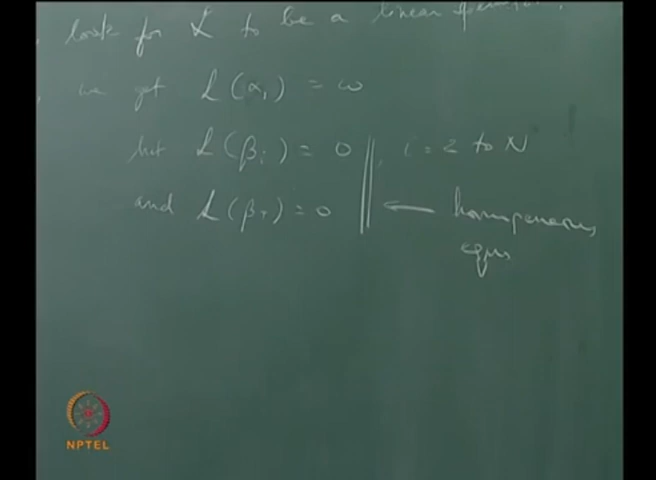 look for L to be a linear operator.
we get L(α₁) = ω
but L(βᵢ) = 0 , i = 2 to N
and L(β_T) = 0 ← homogeneous
eqns
NPTEL